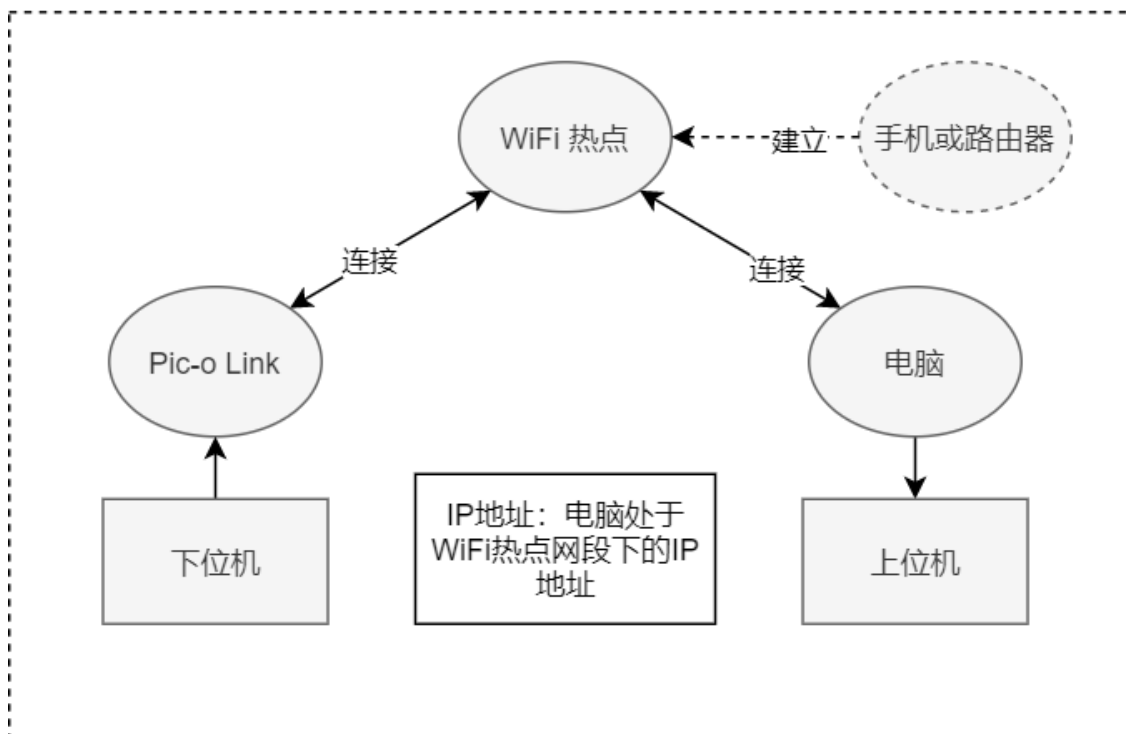 WiFi 热点
建立
手机或路由器
连接
连接
Pic-o Link
电脑
IP地址：电脑处于
WiFi热点网段下的IP
地址
下位机
上位机